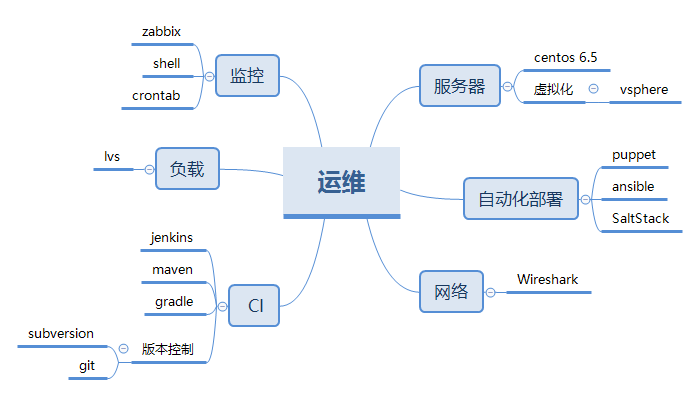 运维
监控
zabbix
shell
crontab
负载
lvs
CI
jenkins
maven
gradle
版本控制
subversion
git
服务器
centos 6.5
虚拟化
vsphere
自动化部署
puppet
ansible
SaltStack
网络
Wireshark